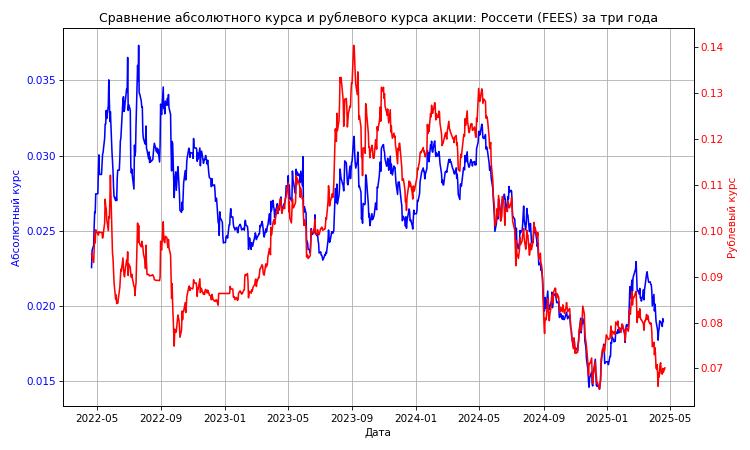 Сравнение абсолютного курса и рублевого курса акции: Россети (FEES) за три года
Абсолютный курс
0.035
0.030
0.025
0.020
0.015
0.14
0.13
0.12
0.11
0.10
0.09
0.08
0.07
Рублевый курс
2022-05 2022-09 2023-01 2023-05 2023-09 2024-01 2024-05 2024-09 2025-01 2025-05
Дата